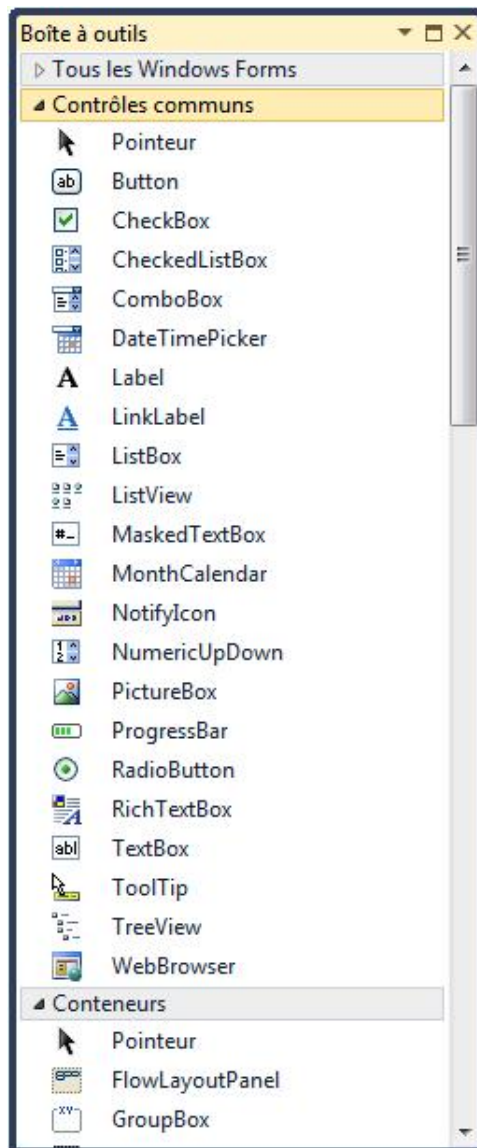 Boîte à outils
Tous les Windows Forms
Contrôles communs
Pointeur
Button
CheckBox
CheckedListBox
ComboBox
DateTimePicker
Label
LinkLabel
ListBox
ListView
MaskedTextBox
MonthCalendar
NotifyIcon
NumericUpDown
PictureBox
ProgressBar
RadioButton
RichTextBox
TextBox
ToolTip
TreeView
WebBrowser
Conteneurs
Pointeur
FlowLayoutPanel
GroupBox